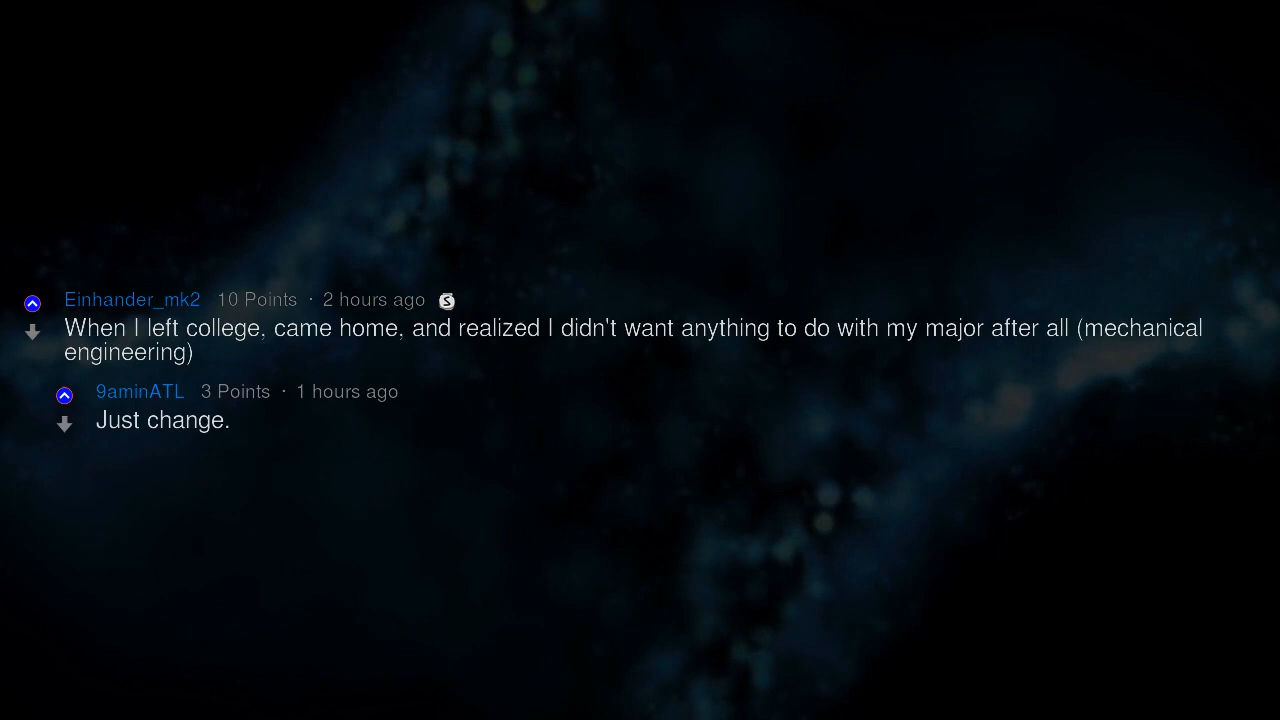 Einhander_mk2 10 Points · 2 hours ago S
When I left college, came home, and realized I didn't want anything to do with my major after all (mechanical
engineering)
9aminATL 3 Points · 1 hours ago
Just change.